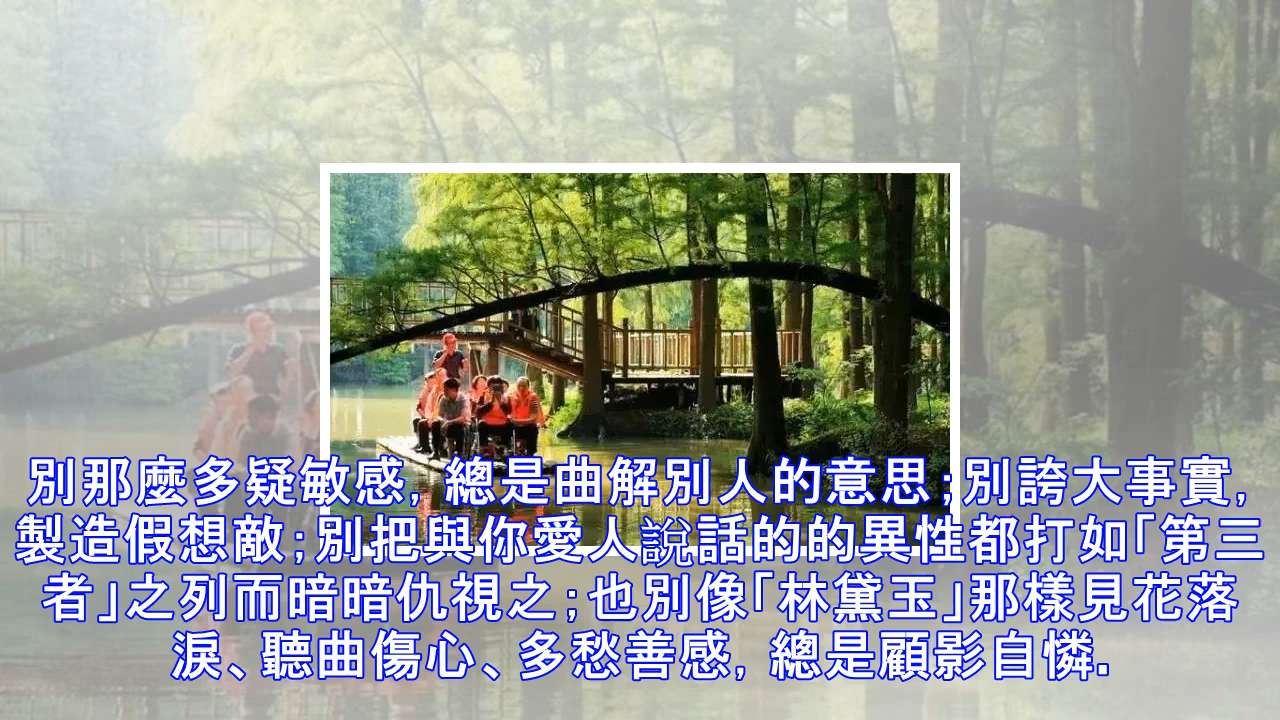 別那麼多疑敏感, 總是曲解別人的意思;別誇大事實,
製造假想敵;別把與你愛人說話的的異性都打如「第三
者」之列而暗暗仇視之;也別像「林黛玉」那樣見花落
淚、聽曲傷心、多愁善感, 總是顧影自憐.